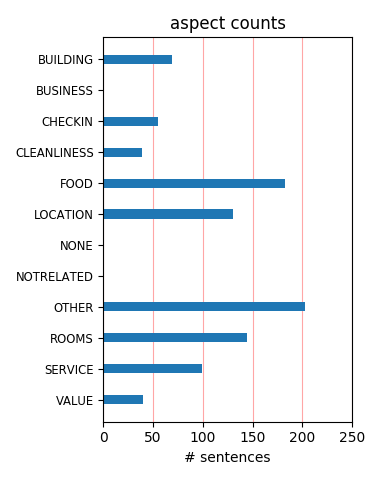 aspect counts
BUILDING
BUSINESS
CHECKIN
CLEANLINESS
FOOD
LOCATION
NONE
NOTRELATED
OTHER
ROOMS
SERVICE
VALUE
0 50 100 150 200 250
# sentences